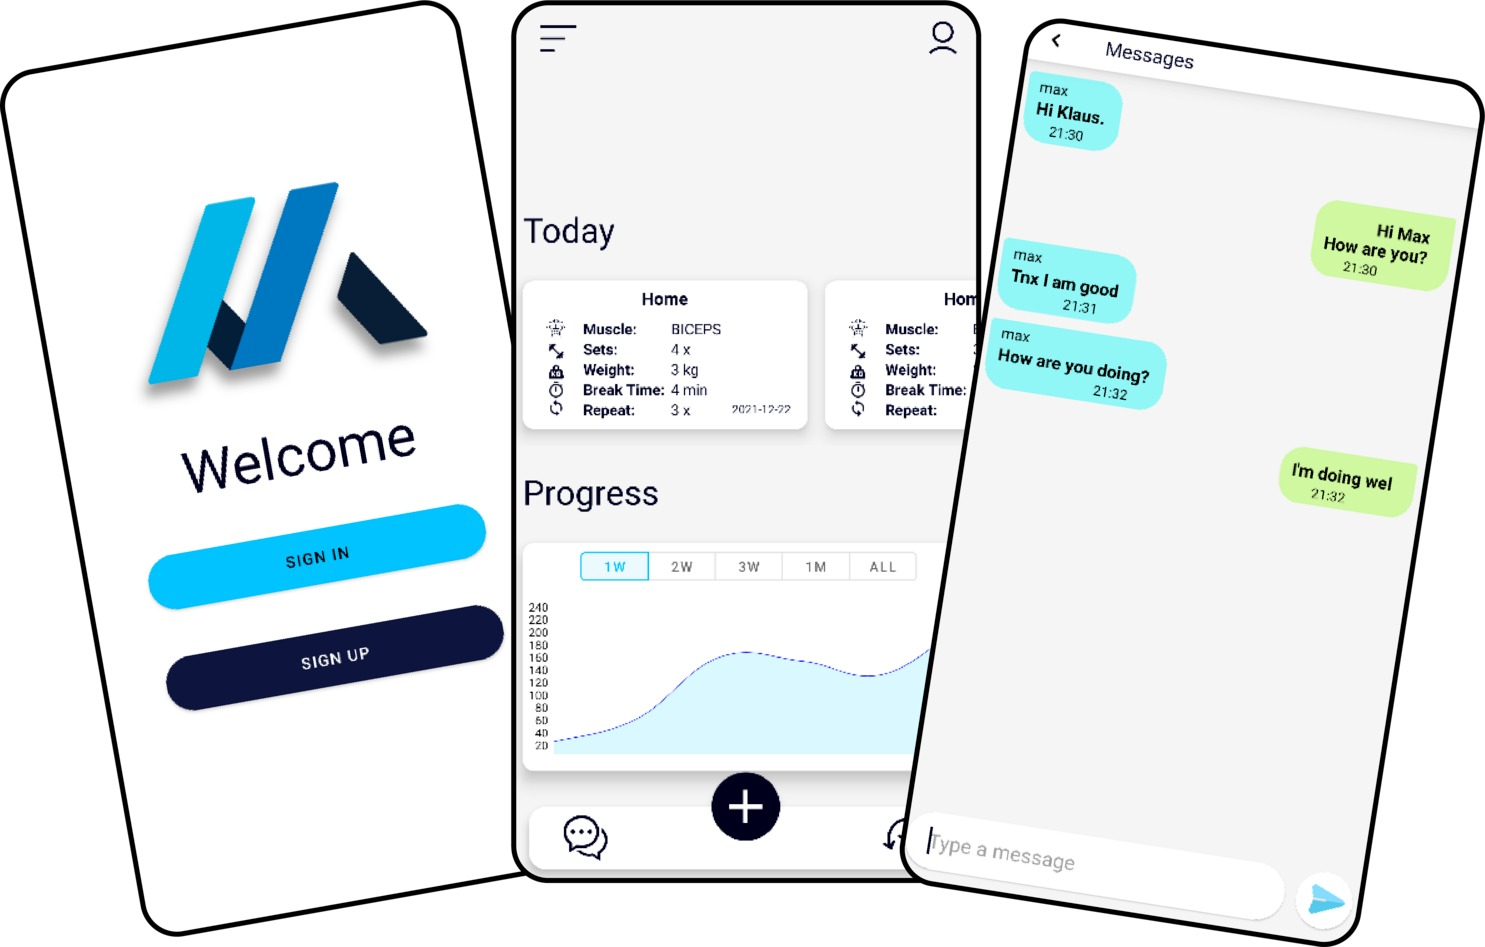 Welcome
SIGN IN
SIGN UP
Today
Home
Muscle: BICEPS
Sets: 4 x
Weight: 3 kg
Break Time: 4 min
Repeat: 3 x 2021-12-22
Muscle:
Sets:
Weight:
Break Time:
Repeat:
Progress
1W 2W 3W 1M ALL
240
220
200
180
160
140
120
100
80
60
40
20
Messages
max
Hi Klaus.
21:30
Hi Max
How are you?
21:30
max
Tnx I am good
21:31
max
How are you doing?
21:32
I'm doing wel
21:32
Type a message